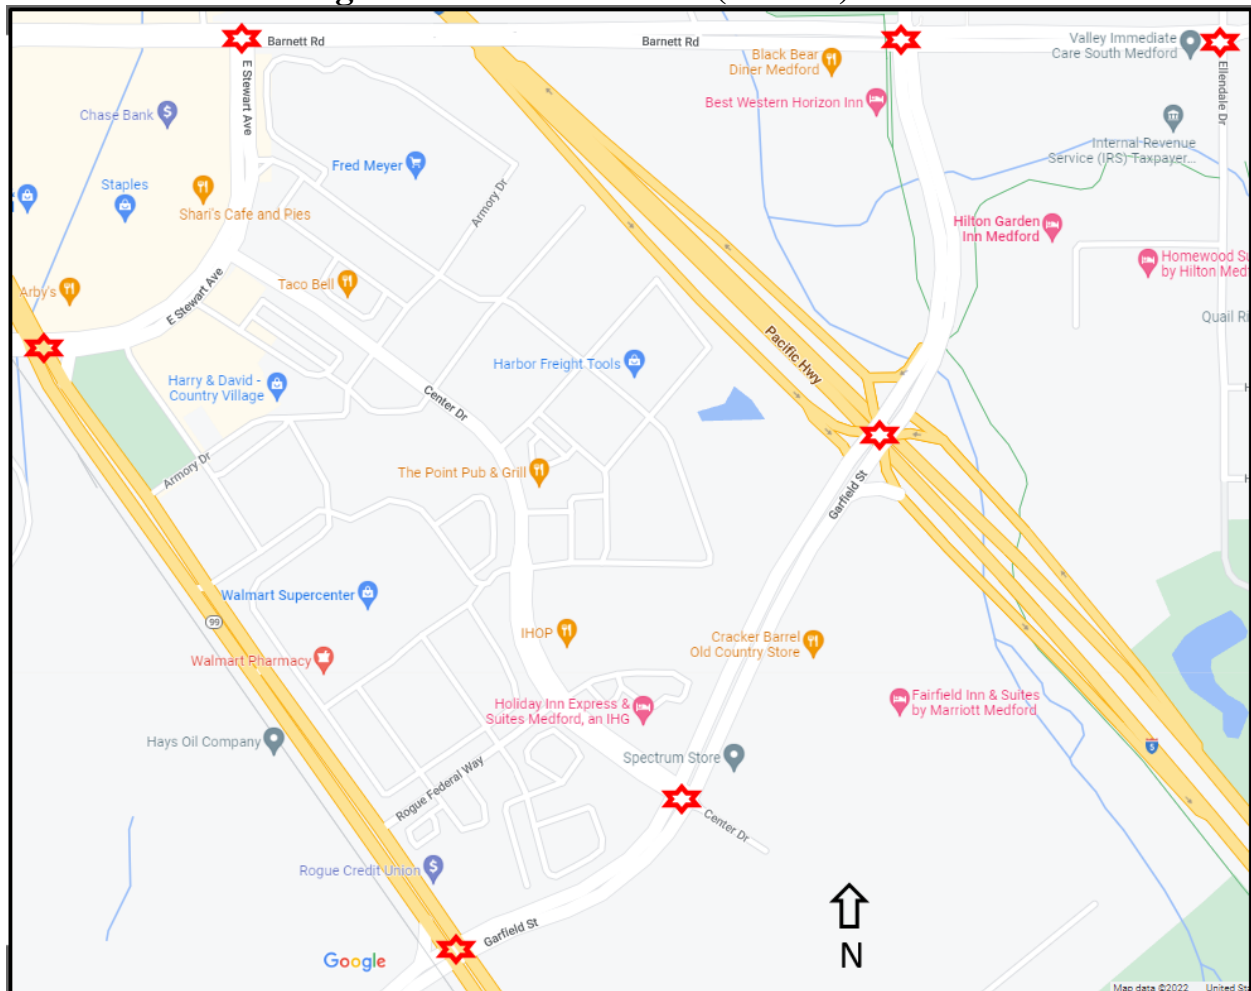 Barnett Rd
Barnett Rd
Valley Immediate
Care South Medford
Black Bear
Diner Medford
E Stewart Ave
Ellendale Dr
Chase Bank
Best Western Horizon Inn
Internal Revenue
Service (IRS) Taxpayer...
Fred Meyer
Staples
Armory Dr
Shari's Cafe and Pies
Hilton Garden
Inn Medford
Homewood Su
by Hilton Med
E Stewart Ave
Taco Bell
Arby's
Quail Ri
Pacific Hwy
Harbor Freight Tools
Harry & David -
Country Village
Center Dr
Armory Dr
The Point Pub & Grill
Garfield St
Walmart Supercenter
99
IHOP
Cracker Barrel
Old Country Store
Walmart Pharmacy
Holiday Inn Express &
Suites Medford, an IHG
Fairfield Inn & Suites
by Marriott Medford
Hays Oil Company
Spectrum Store
5
Rogue Federal Way
Center Dr
Rogue Credit Union
Garfield St
N
Google
Map data ©2022 United Sta